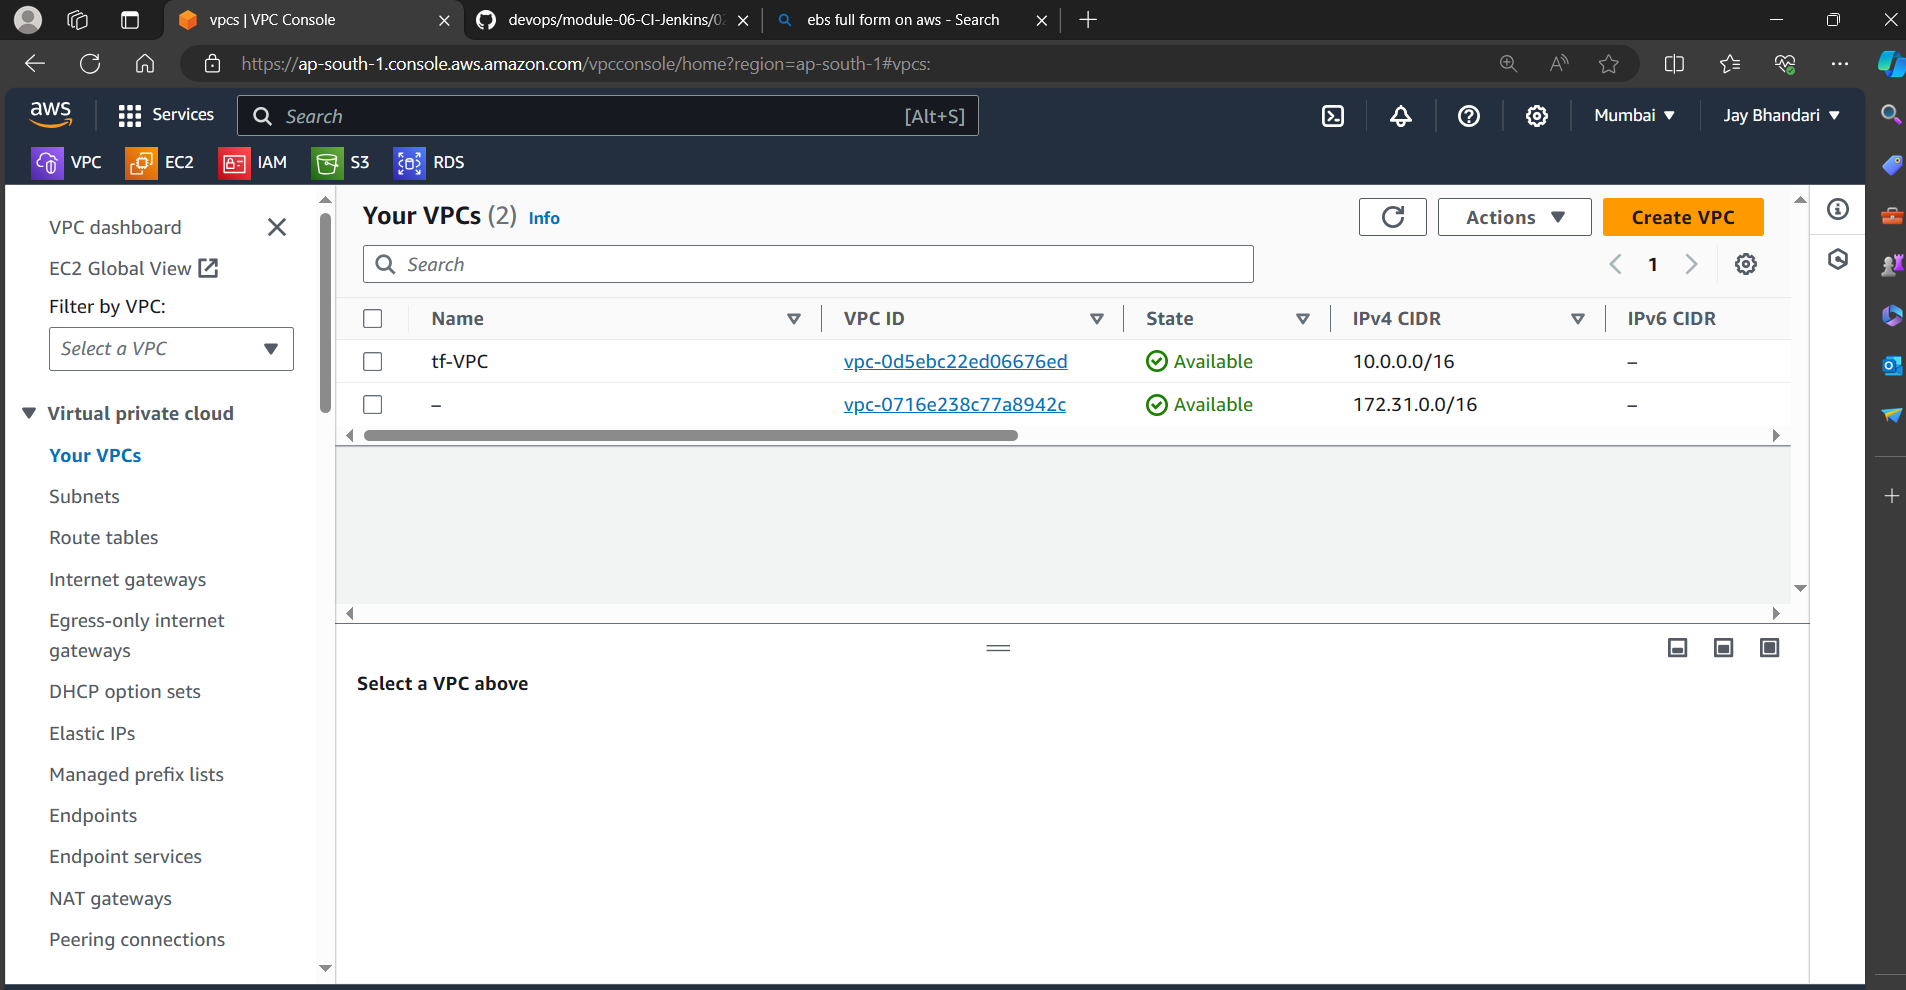 vpcs | VPC Console
devops/module-06-CI-Jenkins/02
ebs full form on aws - Search
https://ap-south-1.console.aws.amazon.com/vpcconsole/home?region=ap-south-1#vpcs:
aws
Services
Search
[Alt+S]
Mumbai
Jay Bhandari
VPC
EC2
IAM
S3
RDS
VPC dashboard
EC2 Global View
Filter by VPC:
Select a VPC
Virtual private cloud
Your VPCs
Subnets
Route tables
Internet gateways
Egress-only internet
gateways
DHCP option sets
Elastic IPs
Managed prefix lists
Endpoints
Endpoint services
NAT gateways
Peering connections
Your VPCs (2) Info
Actions
Create VPC
Search
1
Name VPC ID State IPv4 CIDR IPv6 CIDR
tf-VPC vpc-0d5ebc22ed06676ed Available 10.0.0.0/16 –
– vpc-0716e238c77a8942c Available 172.31.0.0/16 –
Select a VPC above